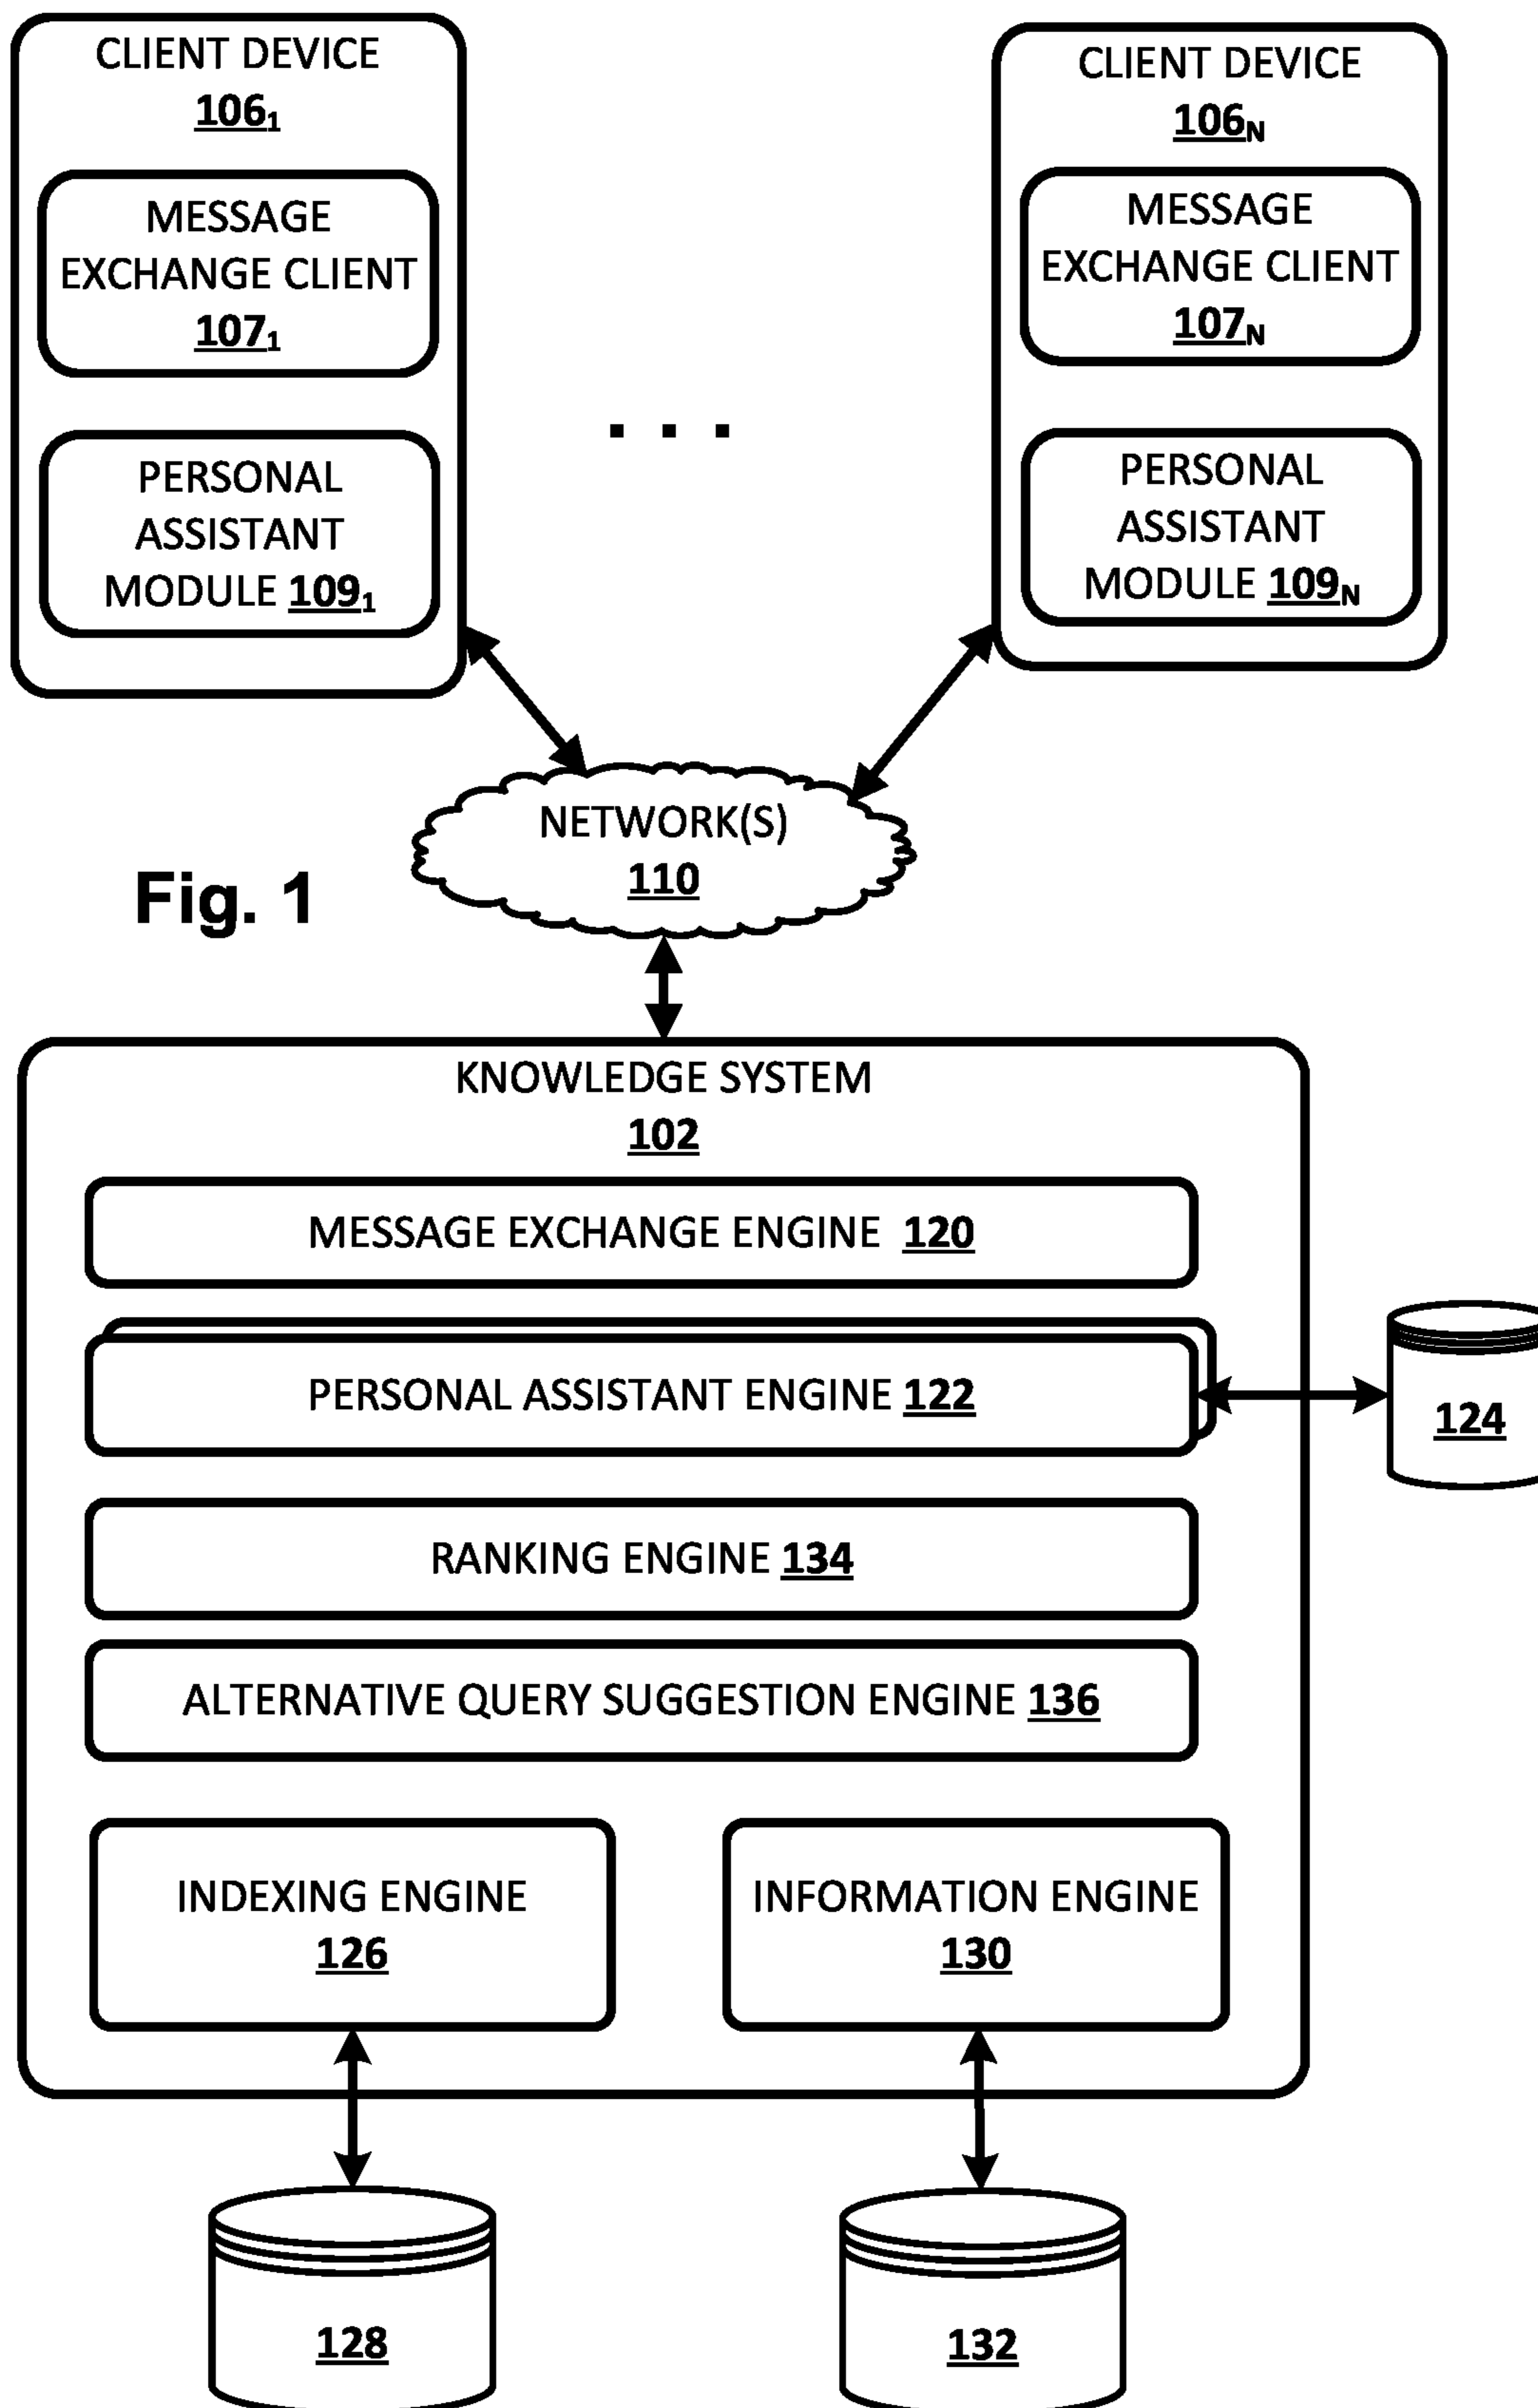 CLIENT DEVICE
106₁
MESSAGE
EXCHANGE CLIENT
107₁
PERSONAL
ASSISTANT
MODULE 109₁
. . .
CLIENT DEVICE
106N
MESSAGE
EXCHANGE CLIENT
107N
PERSONAL
ASSISTANT
MODULE 109N
NETWORK(S)
110
Fig. 1
KNOWLEDGE SYSTEM
102
MESSAGE EXCHANGE ENGINE 120
PERSONAL ASSISTANT ENGINE 122
124
RANKING ENGINE 134
ALTERNATIVE QUERY SUGGESTION ENGINE 136
INDEXING ENGINE
126
INFORMATION ENGINE
130
128
132